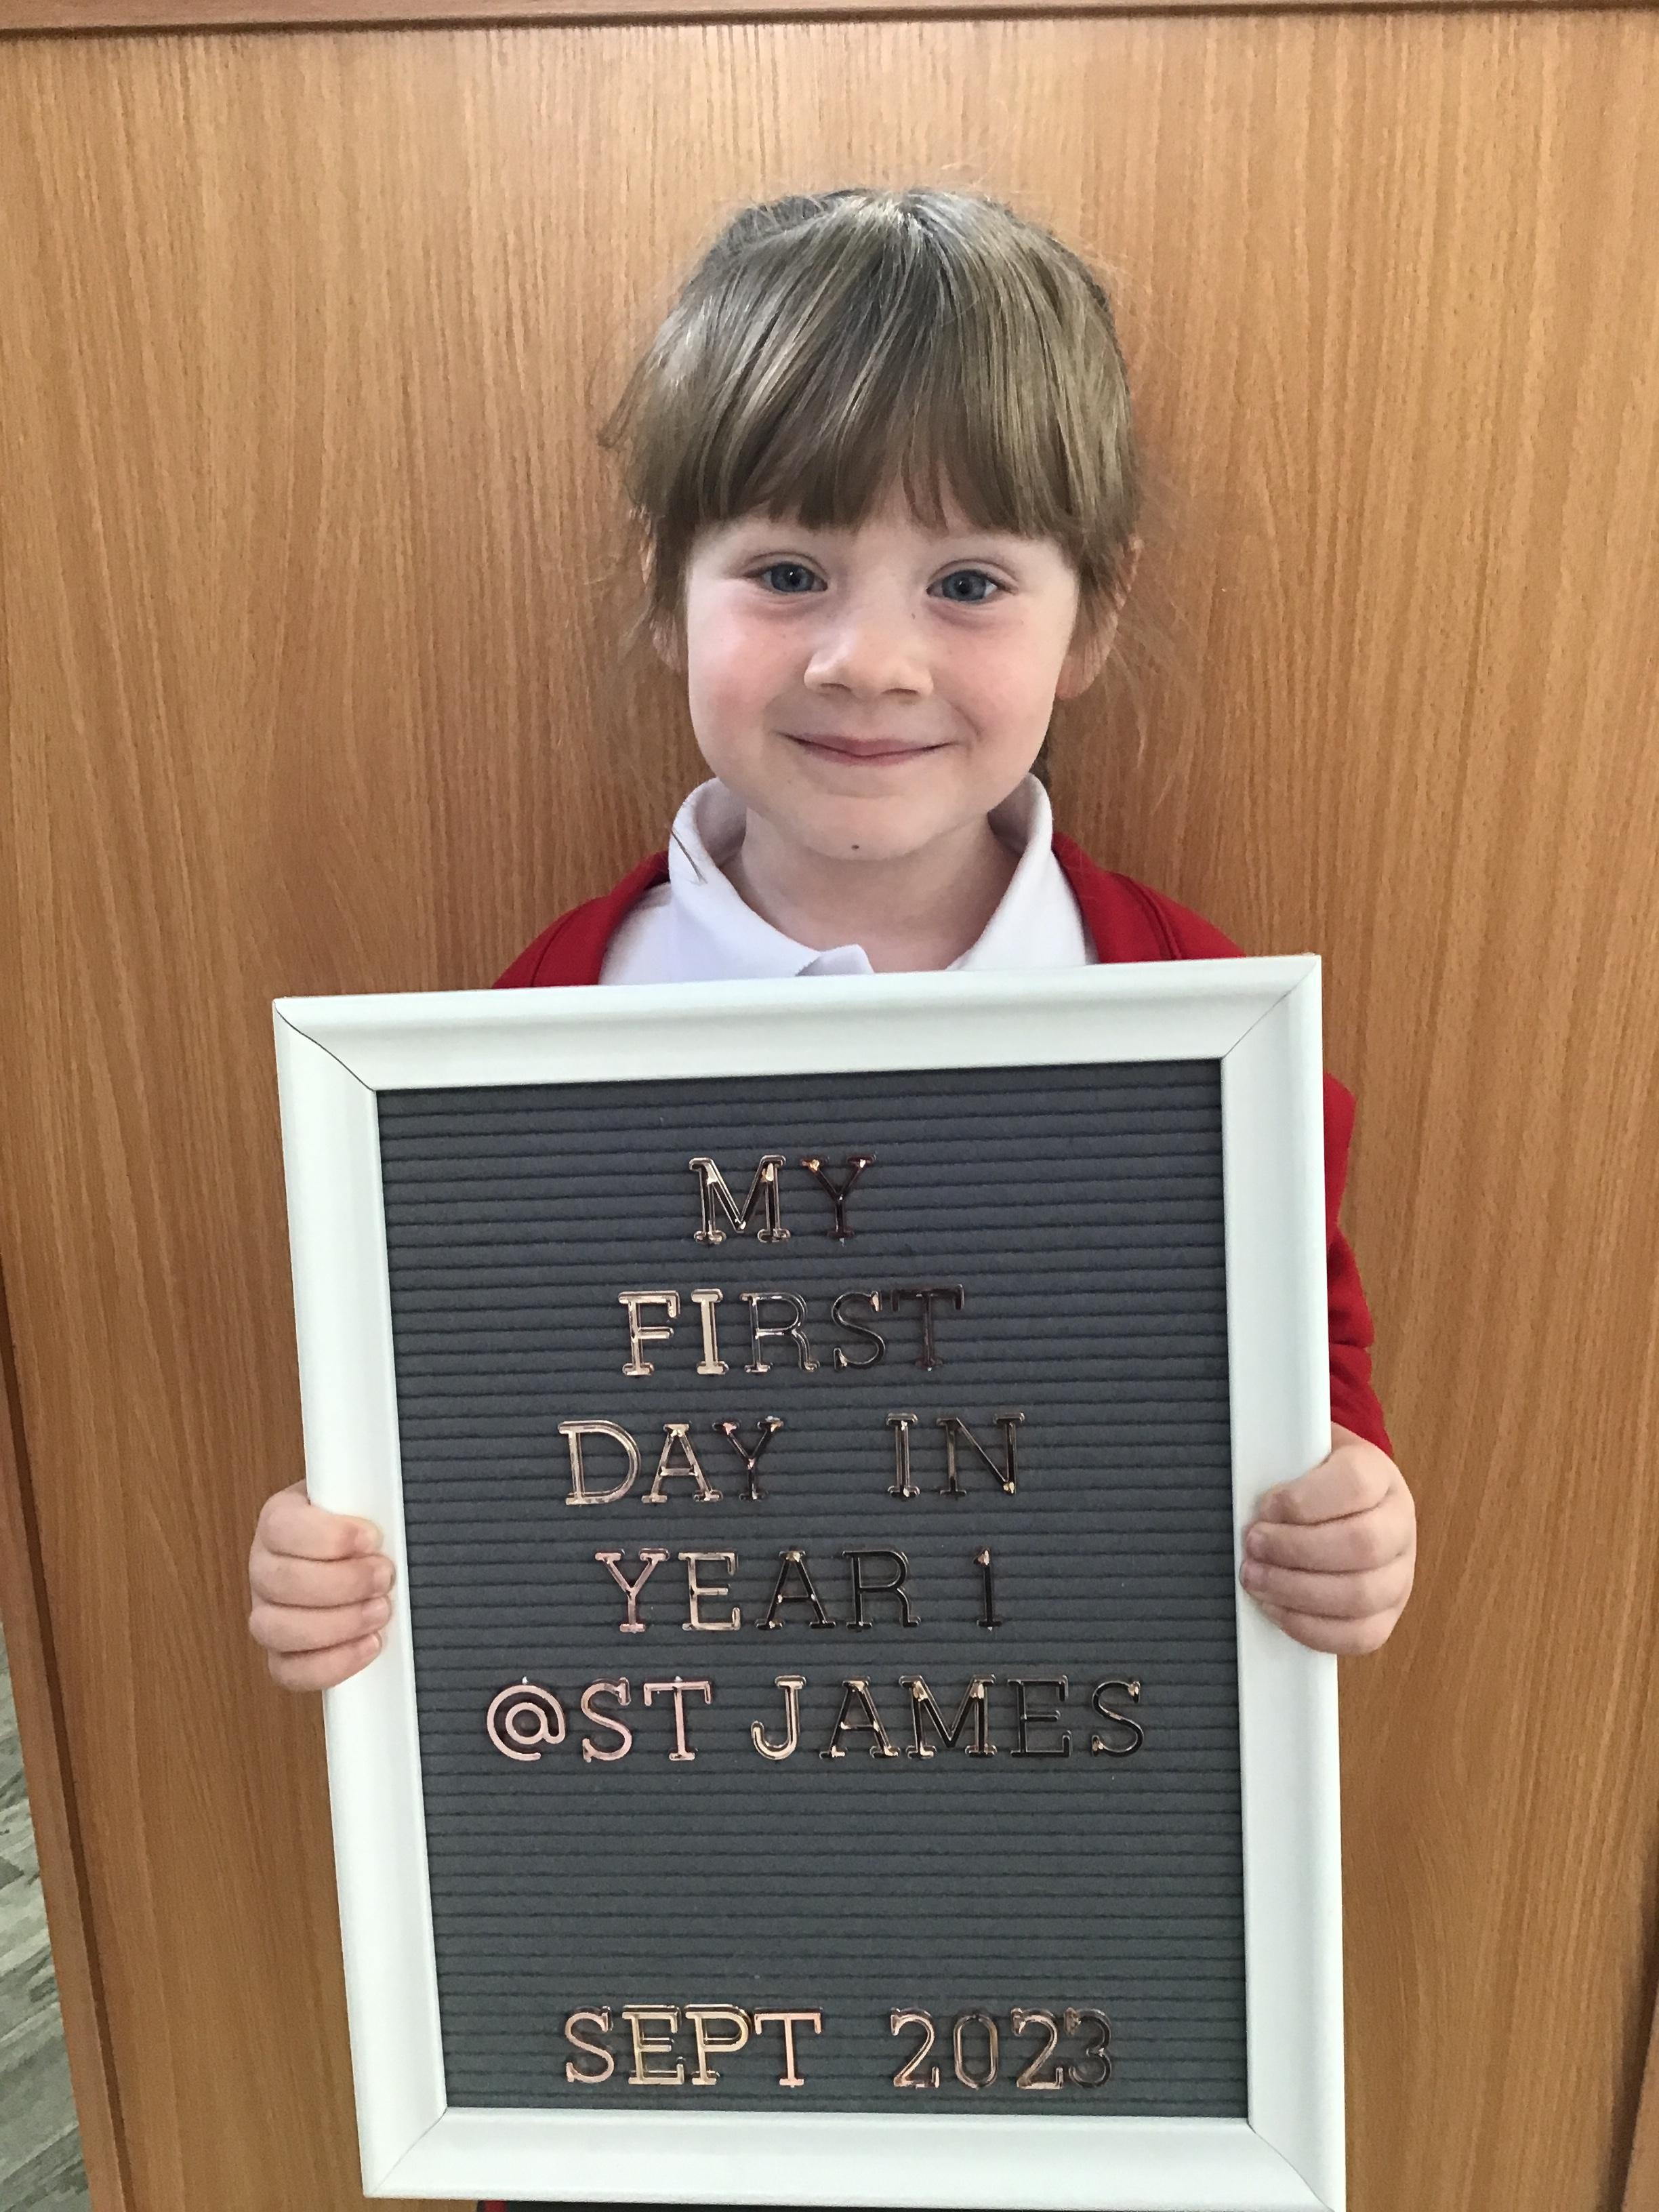 MY
FIRST
DAY IN
YEAR 1
@ST JAMES
SEPT 2023